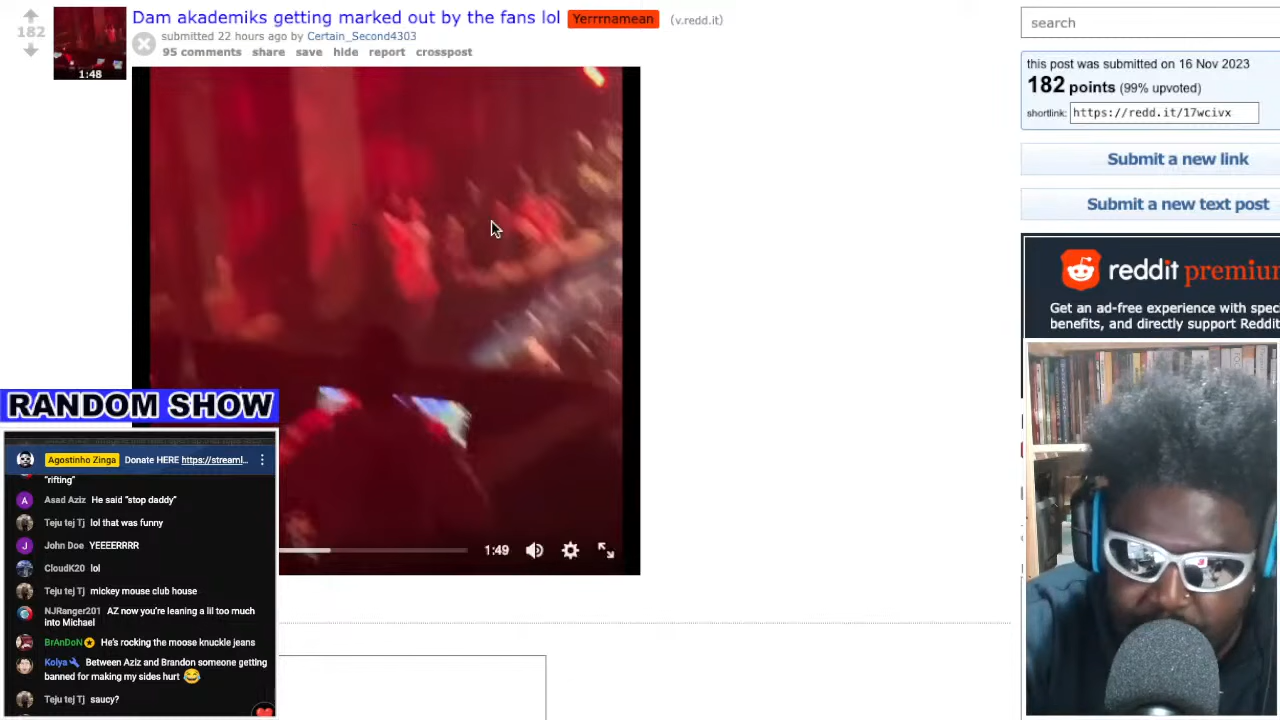 182
1:48
Dam akademiks getting marked out by the fans lol Yerrrnamean (v.redd.it)
submitted 22 hours ago by Certain_Second4303
95 comments share save hide report crosspost
search
this post was submitted on 16 Nov 2023
182 points (99% upvoted)
shortlink: https://redd.it/17wcivx
Submit a new link
Submit a new text post
reddit premium
Get an ad-free experience with spec
benefits, and directly support Reddit
1:49
RANDOM SHOW
Agostinho Zinga Donate HERE https://streaml...
"rifting"
A Asad Aziz He said "stop daddy"
Teju tej Tj lol that was funny
J John Doe YEEEERRRR
CloudK20 lol
Teju tej Tj mickey mouse club house
NJRanger201 AZ now you're leaning a lil too much
into Michael
BrAnDoN He's rocking the moose knuckle jeans
Kolya Between Aziz and Brandon someone getting
banned for making my sides hurt 😂
Teju tej Tj saucy?